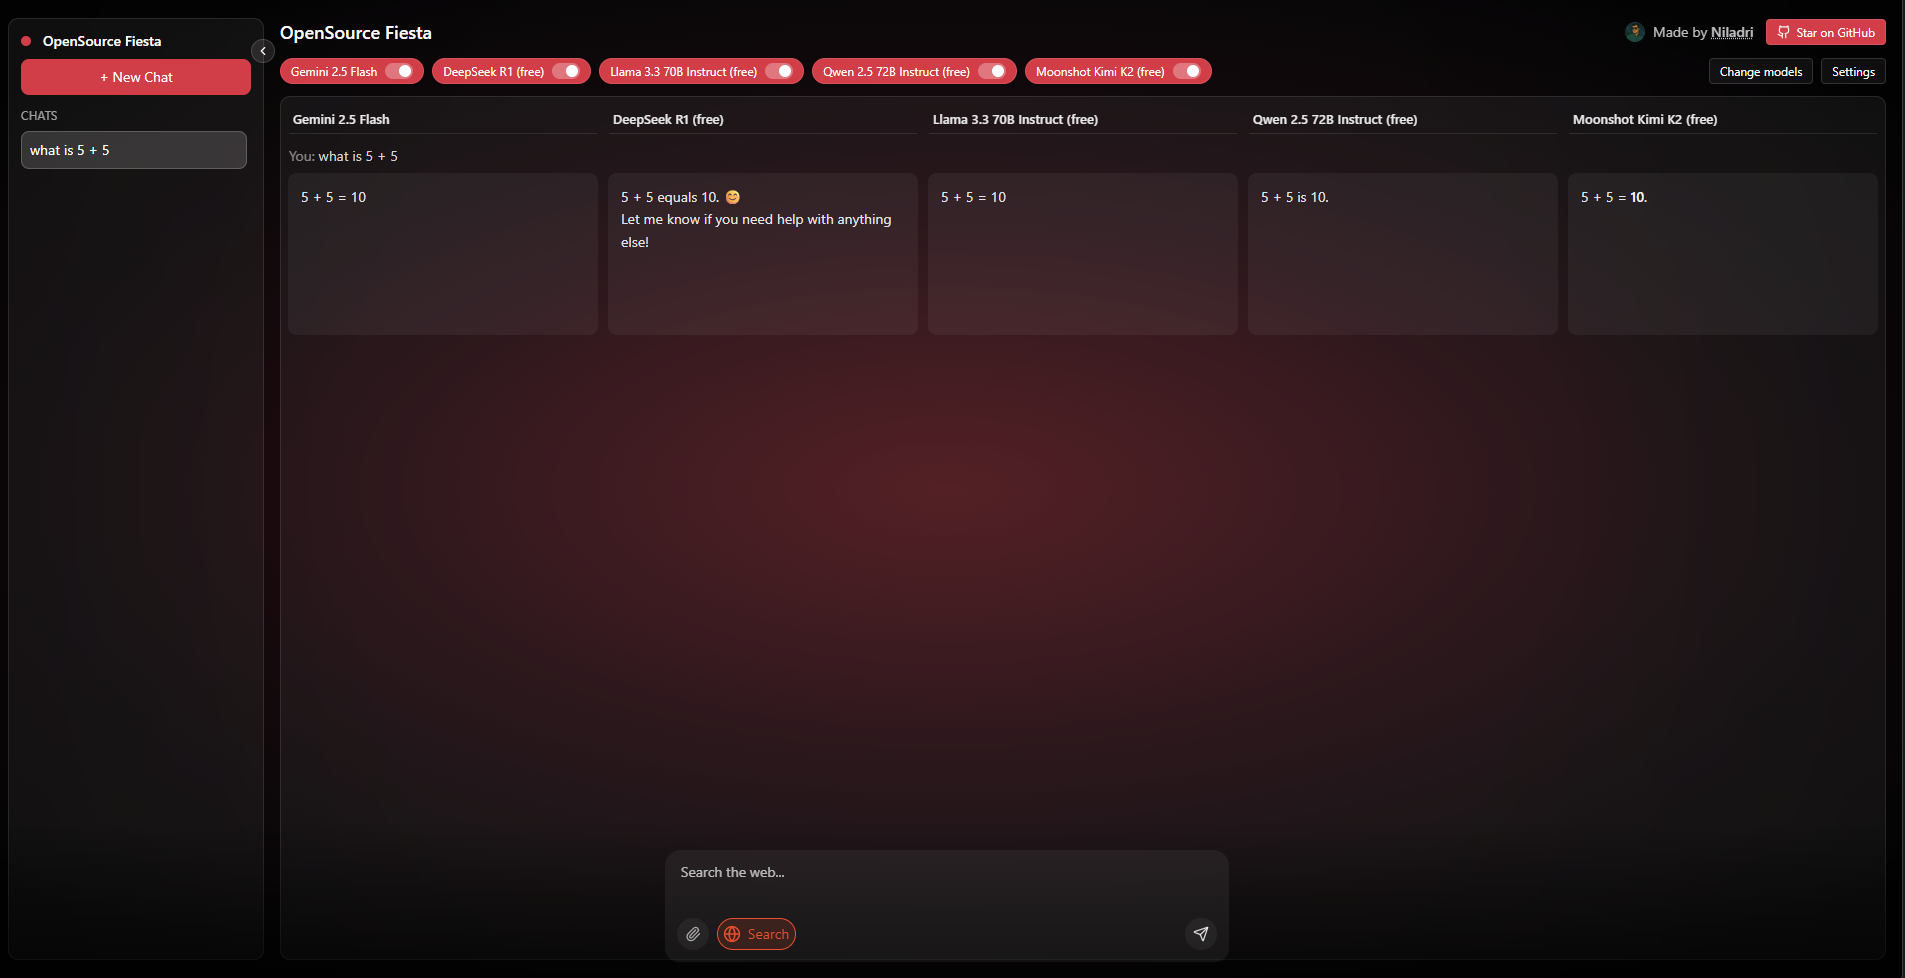 OpenSource Fiesta
+ New Chat
CHATS
what is 5 + 5
OpenSource Fiesta
Made by Niladri
Star on GitHub
Gemini 2.5 Flash
DeepSeek R1 (free)
Llama 3.3 70B Instruct (free)
Qwen 2.5 72B Instruct (free)
Moonshot Kimi K2 (free)
Change models
Settings
Gemini 2.5 Flash
DeepSeek R1 (free)
Llama 3.3 70B Instruct (free)
Qwen 2.5 72B Instruct (free)
Moonshot Kimi K2 (free)
You: what is 5 + 5
5 + 5 = 10
5 + 5 equals 10. 😊
Let me know if you need help with anything
else!
5 + 5 = 10
5 + 5 is 10.
5 + 5 = 10.
Search the web...
Search